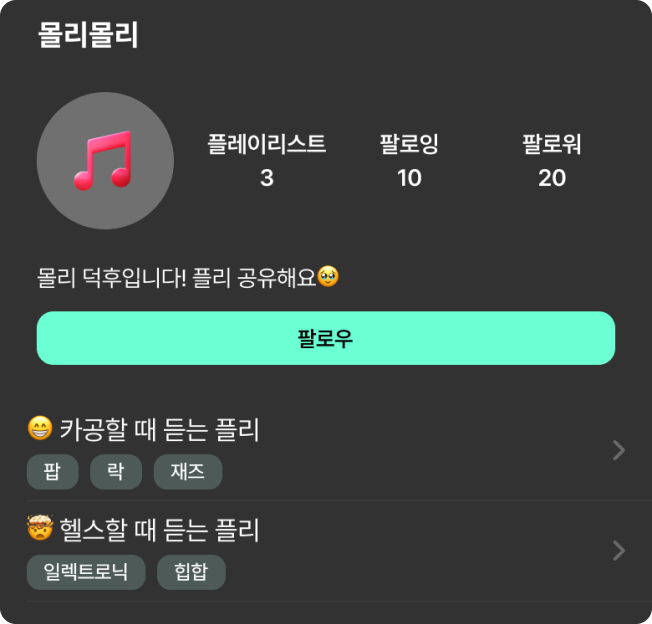 몰리몰리
플레이리스트 팔로잉 팔로워
3 10 20
몰리 덕후입니다! 플리 공유해요🥹
팔로우
😁 카공할 때 듣는 플리
팝 락 재즈
🤯 헬스할 때 듣는 플리
일렉트로닉 힙합